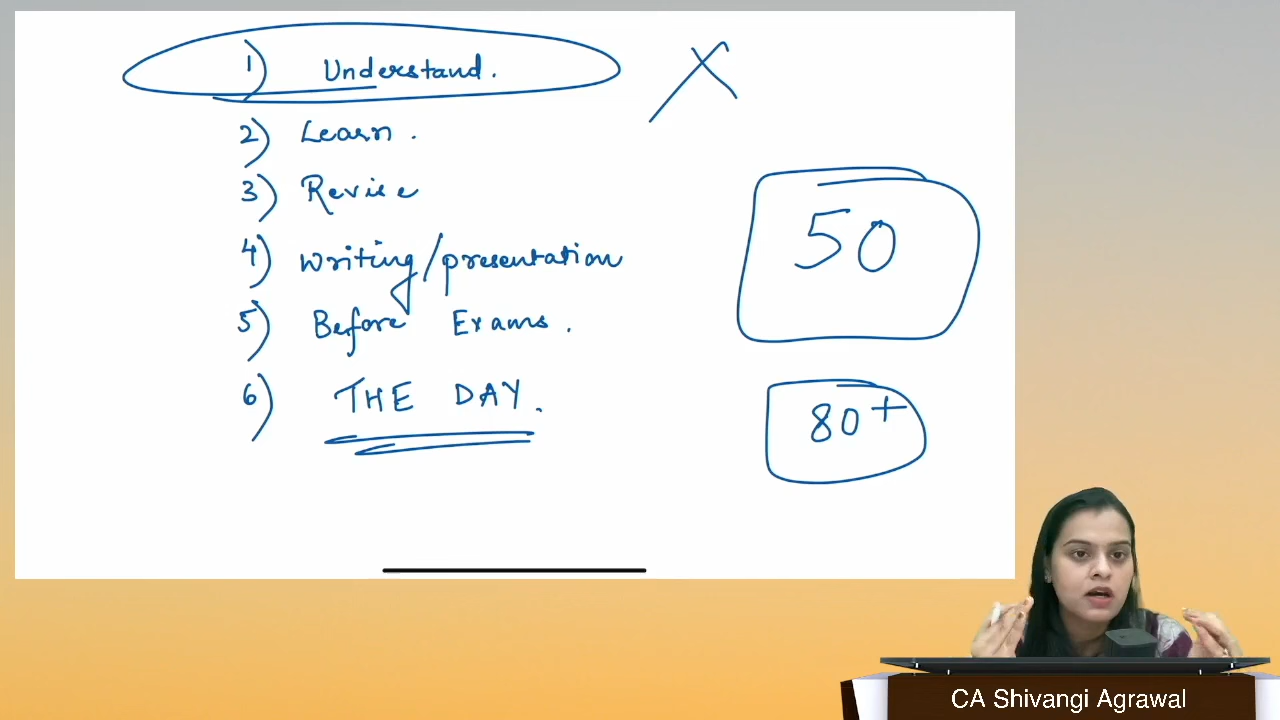 1) Understand.
2) Learn.
3) Revise
4) Writing/presentation
5) Before Exams.
6) THE DAY.
50
80+
CA Shivangi Agrawal